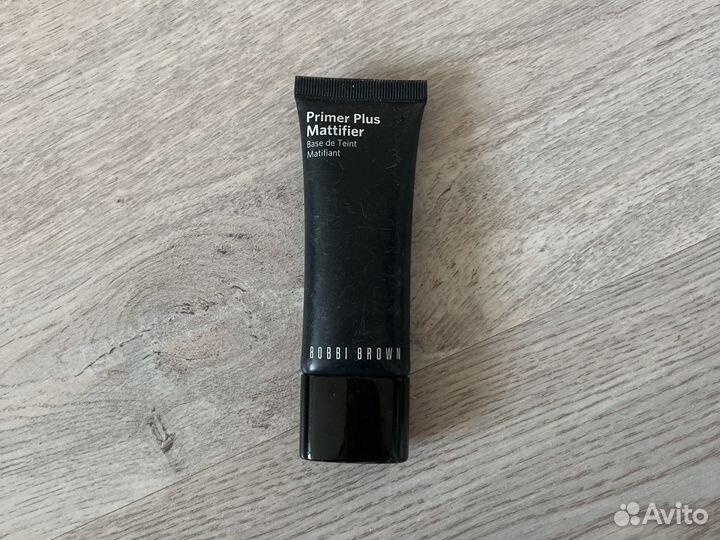 Primer Plus
Mattifier
Base de Teint
Matifiant
BOBBI BROWN
Avito